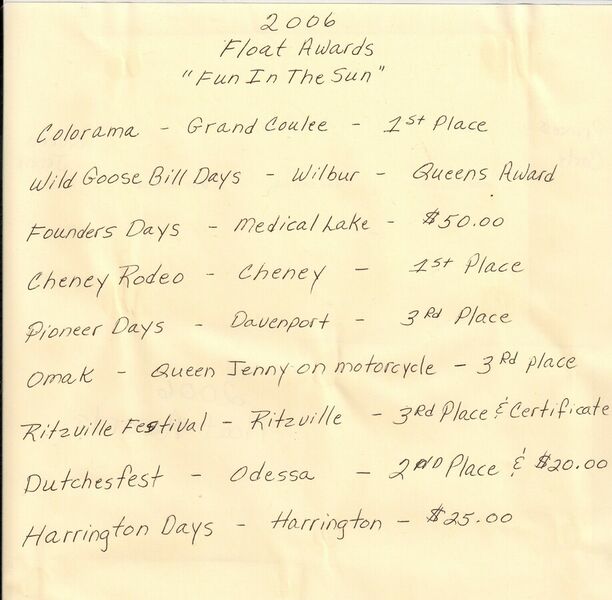 2006
Float Awards
"Fun In The Sun"
Colorama - Grand Coulee - 1st Place
Wild Goose Bill Days - Wilbur - Queens Award
Founders Days - Medical Lake - $50.00
Cheney Rodeo - Cheney - 1st Place
Pioneer Days - Davenport - 3Rd Place
Omak - Queen Jenny on motorcycle - 3Rd place
Ritzville Festival - Ritzville - 3Rd Place & Certificate
Dutchesfest - Odessa - 2ND Place & $20.00
Harrington Days - Harrington - $25.00